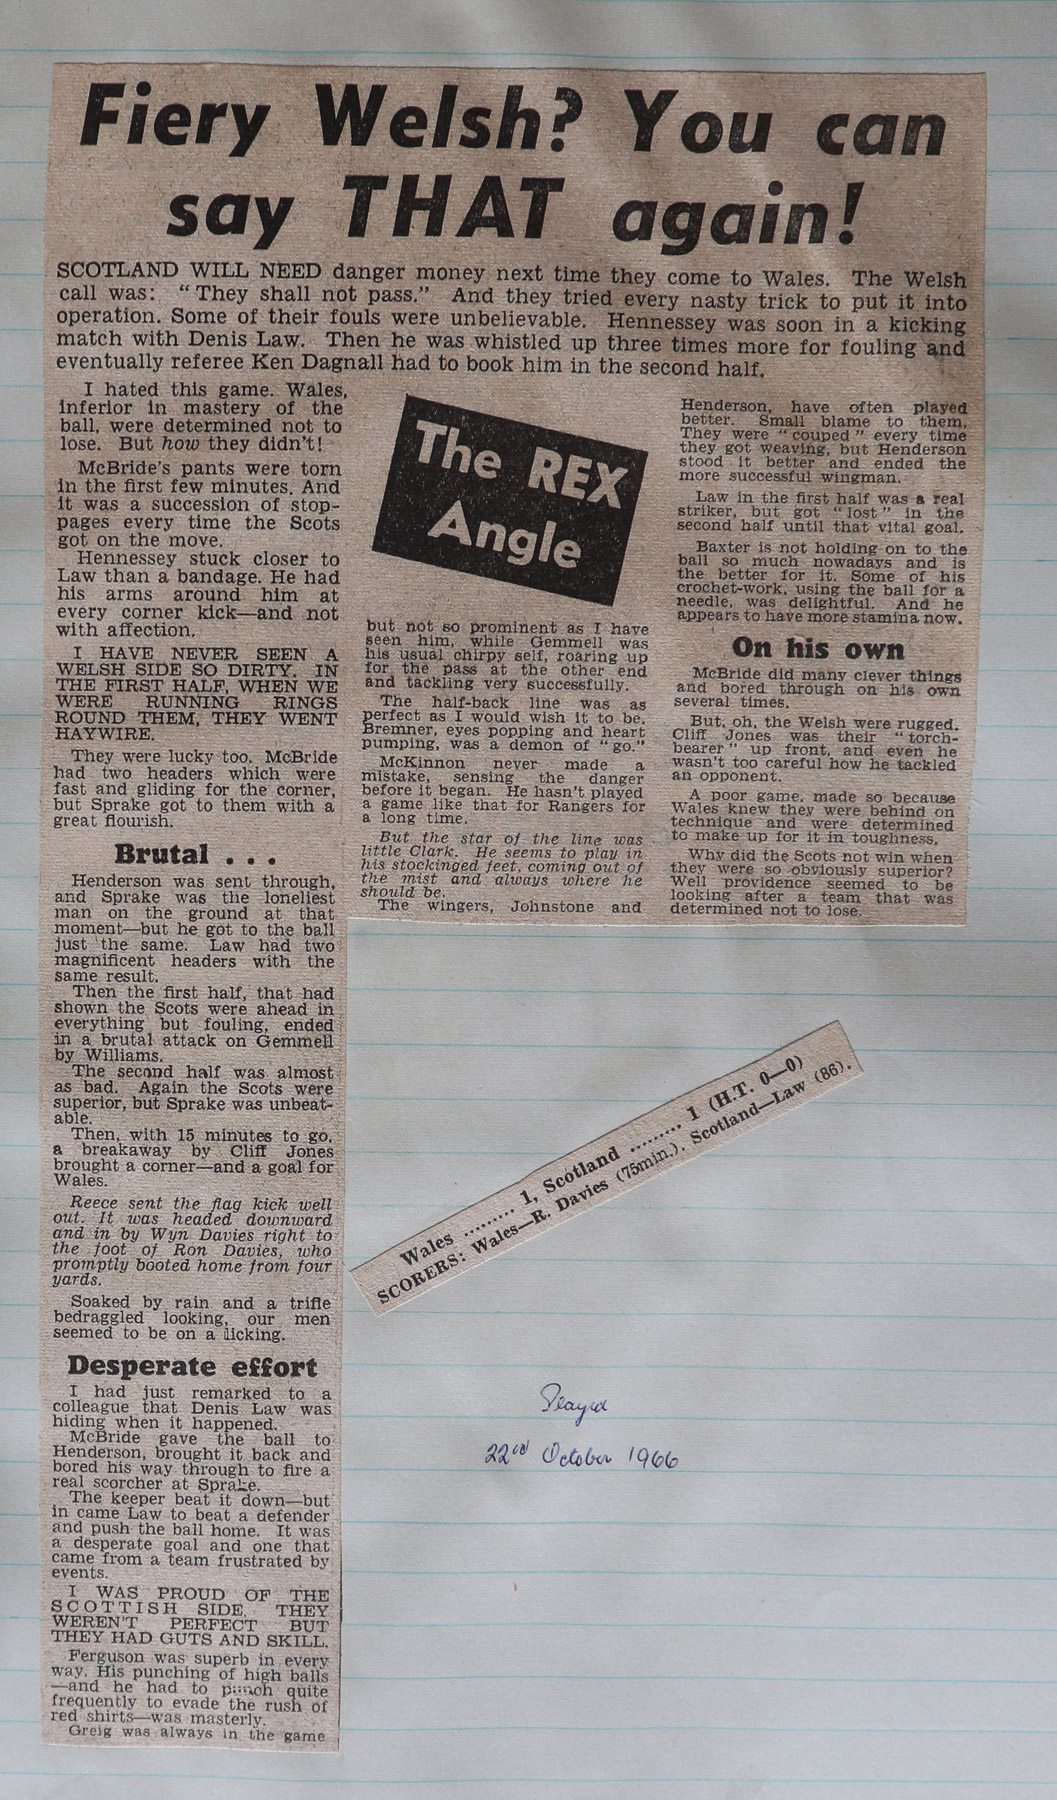 Fiery Welsh? You can
say THAT again!
SCOTLAND WILL NEED danger money next time they come to Wales. The Welsh
call was: "They shall not pass." And they tried every nasty trick to put it into
operation. Some of their fouls were unbelievable. Hennessey was soon in a kicking
match with Denis Law. Then he was whistled up three times more for fouling and
eventually referee Ken Dagnall had to book him in the second half.
I hated this game. Wales,
inferior in mastery of the
ball, were determined not to
lose. But how they didn't!
McBride's pants were torn
in the first few minutes. And
it was a succession of stop-
pages every time the Scots
got on the move.
Hennessey stuck closer to
Law than a bandage. He had
his arms around him at
every corner kick—and not
with affection.
I HAVE NEVER SEEN A
WELSH SIDE SO DIRTY. IN
THE FIRST HALF, WHEN WE
WERE RUNNING RINGS
ROUND THEM, THEY WENT
HAYWIRE.
They were lucky too. McBride
had two headers which were
fast and gliding for the corner,
but Sprake got to them with a
great flourish.
Brutal . . .
Henderson was sent through,
and Sprake was the loneliest
man on the ground at that
moment—but he got to the ball
just the same. Law had two
magnificent headers with the
same result.
Then the first half, that had
shown the Scots were ahead in
everything but fouling, ended
in a brutal attack on Gemmell
by Williams.
The second half was almost
as bad. Again the Scots were
superior, but Sprake was unbeat-
able.
Then, with 15 minutes to go,
a breakaway by Cliff Jones
brought a corner—and a goal for
Wales.
Reece sent the flag kick well
out. It was headed downward
and in by Wyn Davies right to
the foot of Ron Davies, who
promptly booted home from four
yards.
Soaked by rain and a trifle
bedraggled looking, our men
seemed to be on a licking.
Desperate effort
I had just remarked to a
colleague that Denis Law was
hiding when it happened.
McBride gave the ball to
Henderson, brought it back and
bored his way through to fire a
real scorcher at Sprake.
The keeper beat it down—but
in came Law to beat a defender
and push the ball home. It was
a desperate goal and one that
came from a team frustrated by
events.
I WAS PROUD OF THE
SCOTTISH SIDE. THEY
WEREN'T PERFECT BUT
THEY HAD GUTS AND SKILL.
Ferguson was superb in every
way. His punching of high balls
—and he had to punch quite
frequently to evade the rush of
red shirts—was masterly.
Greig was always in the game
The REX
Angle
but not so prominent as I have
seen him, while Gemmell was
his usual chirpy self, roaring up
for the pass at the other end
and tackling very successfully.
The half-back line was as
perfect as I would wish it to be.
Bremner, eyes popping and heart
pumping, was a demon of "go."
McKinnon never made a
mistake, sensing the danger
before it began. He hasn't played
a game like that for Rangers for
a long time.
But the star of the line was
little Clark. He seems to play in
his stockinged feet, coming out of
the mist and always where he
should be.
The wingers, Johnstone and
Henderson, have often played
better. Small blame to them.
They were "couped" every time
they got weaving, but Henderson
stood it better and ended the
more successful wingman.
Law in the first half was a real
striker, but got "lost" in the
second half until that vital goal.
Baxter is not holding on to the
ball so much nowadays and is
the better for it. Some of his
crochet-work, using the ball for a
needle, was delightful. And he
appears to have more stamina now.
On his own
McBride did many clever things
and bored through on his own
several times.
But, oh, the Welsh were rugged.
Cliff Jones was their "torch-
bearer" up front, and even he
wasn't too careful how he tackled
an opponent.
A poor game, made so because
Wales knew they were behind on
technique and were determined
to make up for it in toughness.
Why did the Scots not win when
they were so obviously superior?
Well providence seemed to be
looking after a team that was
determined not to lose.
Wales ......... 1, Scotland ......... 1 (H.T. 0—0)
SCORERS: Wales—R. Davies (75min.). Scotland—Law (86).
Played
22nd October 1966